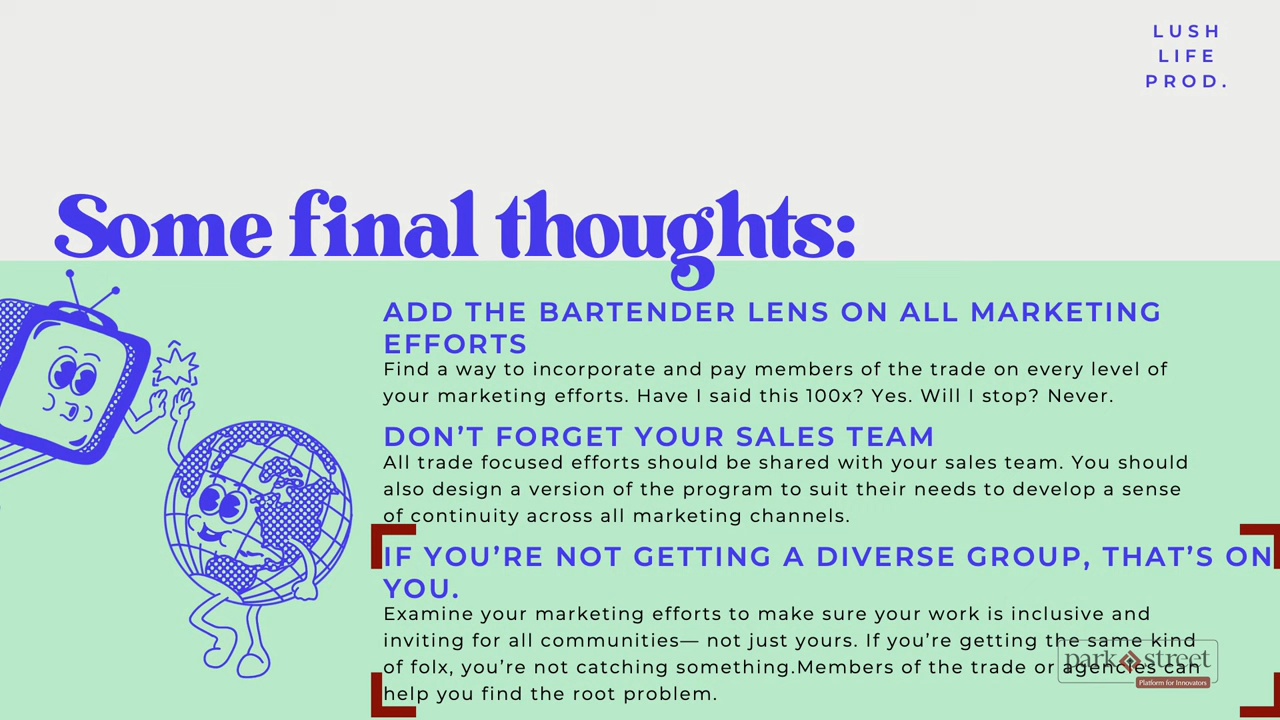 LUSH
LIFE
PROD.
Some final thoughts:
ADD THE BARTENDER LENS ON ALL MARKETING
EFFORTS
Find a way to incorporate and pay members of the trade on every level of
your marketing efforts. Have I said this 100x? Yes. Will I stop? Never.
DON’T FORGET YOUR SALES TEAM
All trade focused efforts should be shared with your sales team. You should
also design a version of the program to suit their needs to develop a sense
of continuity across all marketing channels.
IF YOU’RE NOT GETTING A DIVERSE GROUP, THAT’S ON
YOU.
Examine your marketing efforts to make sure your work is inclusive and
inviting for all communities— not just yours. If you’re getting the same kind
of folx, you’re not catching something.Members of the trade or agencies can
help you find the root problem.
park street
Platform for Innovators